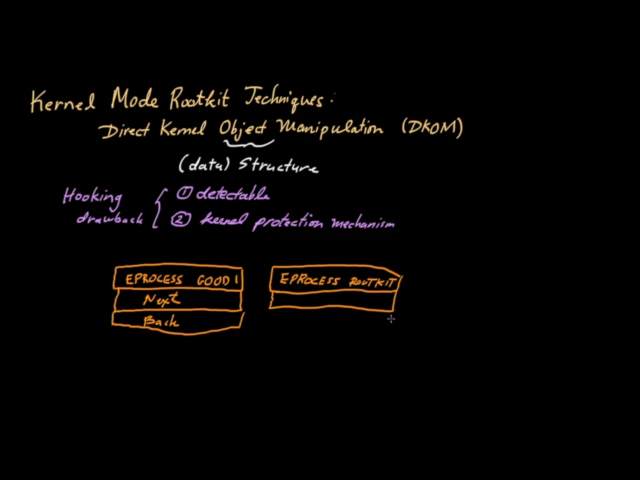 Kernel Mode Rootkit Techniques:
Direct Kernel Object Manipulation (DKOM)
(data) Structure
Hooking drawback
① detectable
② kernel protection mechanism
EPROCESS GOOD 1
Next
Back
EPROCESS ROOTKIT